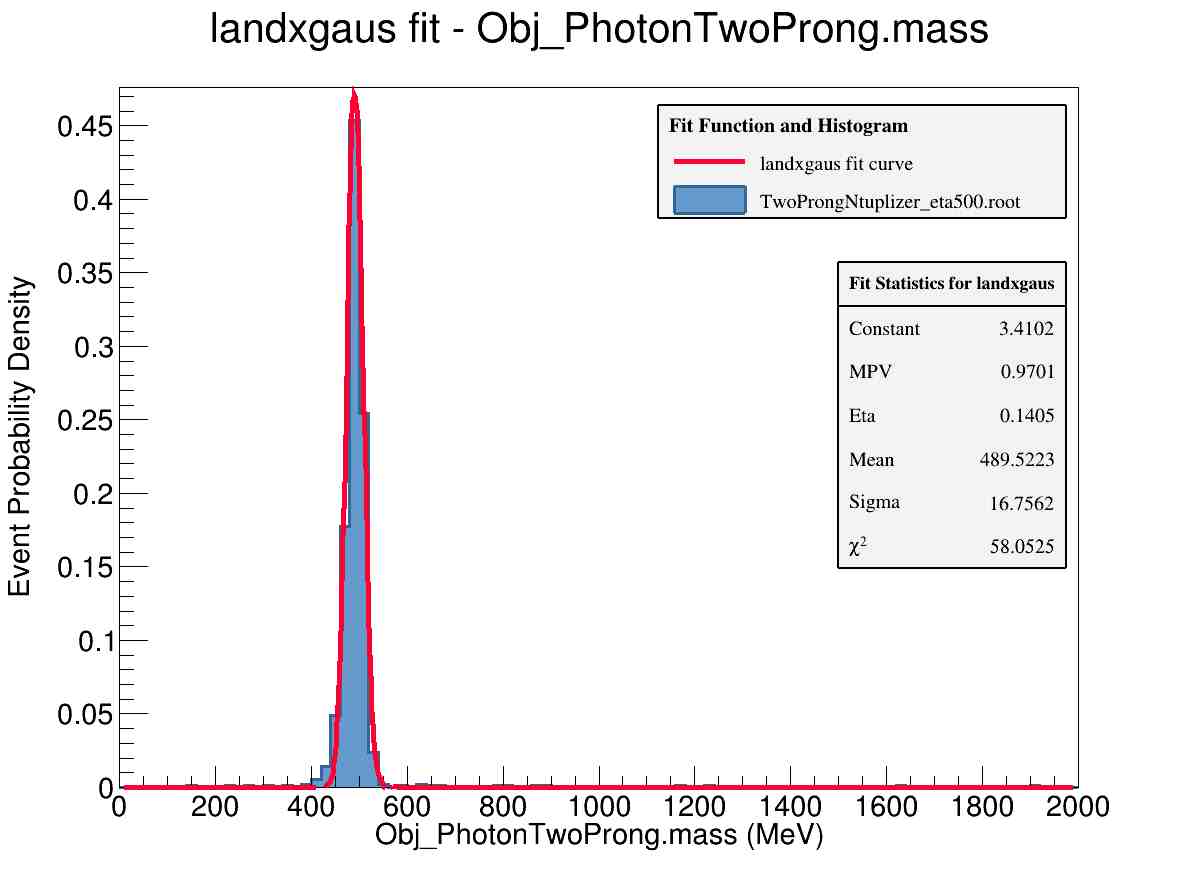 landxgaus fit - Obj_PhotonTwoProng.mass
Event Probability Density
0.45
0.4
0.35
0.3
0.25
0.2
0.15
0.1
0.05
0
0 200 400 600 800 1000 1200 1400 1600 1800 2000
Obj_PhotonTwoProng.mass (MeV)
Fit Function and Histogram
landxgaus fit curve
TwoProngNtuplizer_eta500.root
Fit Statistics for landxgaus
Constant 3.4102
MPV 0.9701
Eta 0.1405
Mean 489.5223
Sigma 16.7562
χ² 58.0525